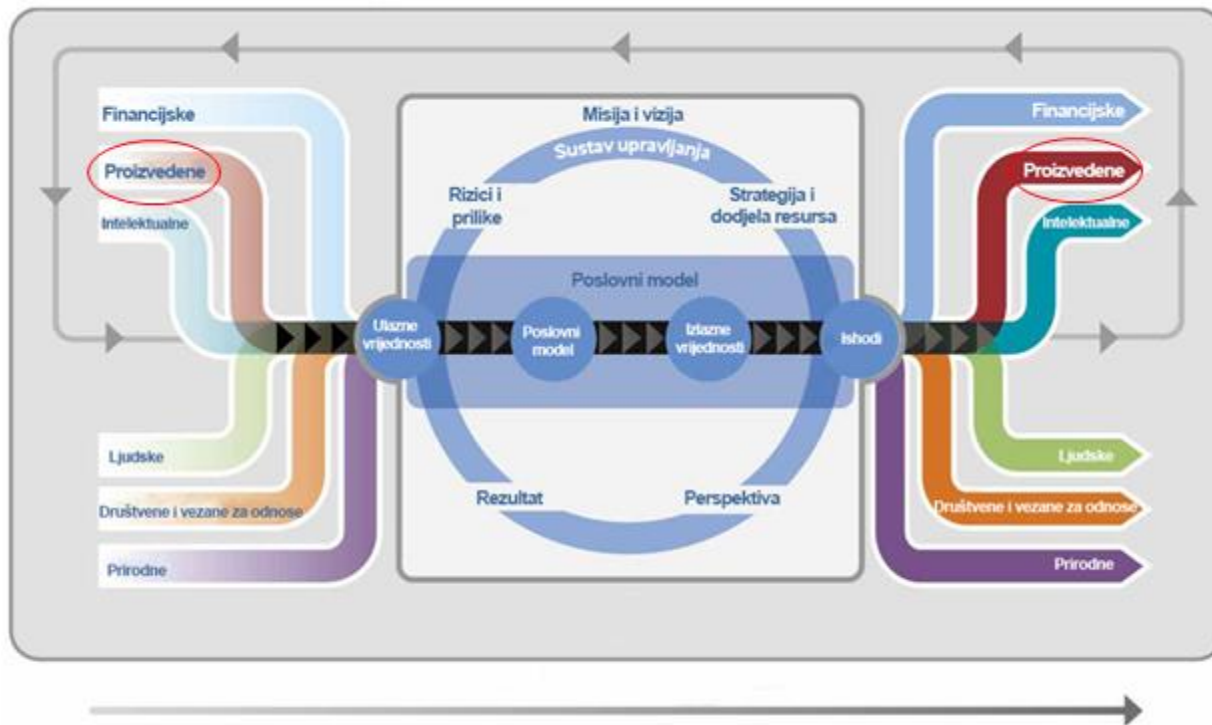 Financijske
Proizvedene
Intelektualne
Ljudske
Društvene i vezane za odnose
Prirodne
Misija i vizija
Sustav upravljanja
Rizici i
prilike
Strategija i
dodjela resursa
Poslovni model
Ulazne
vrijednosti
Poslovni
model
Izlazne
vrijednosti
Ishodi
Rezultat
Perspektiva
Financijske
Proizvedene
Intelektualne
Ljudske
Društvene i vezane za odnose
Prirodne